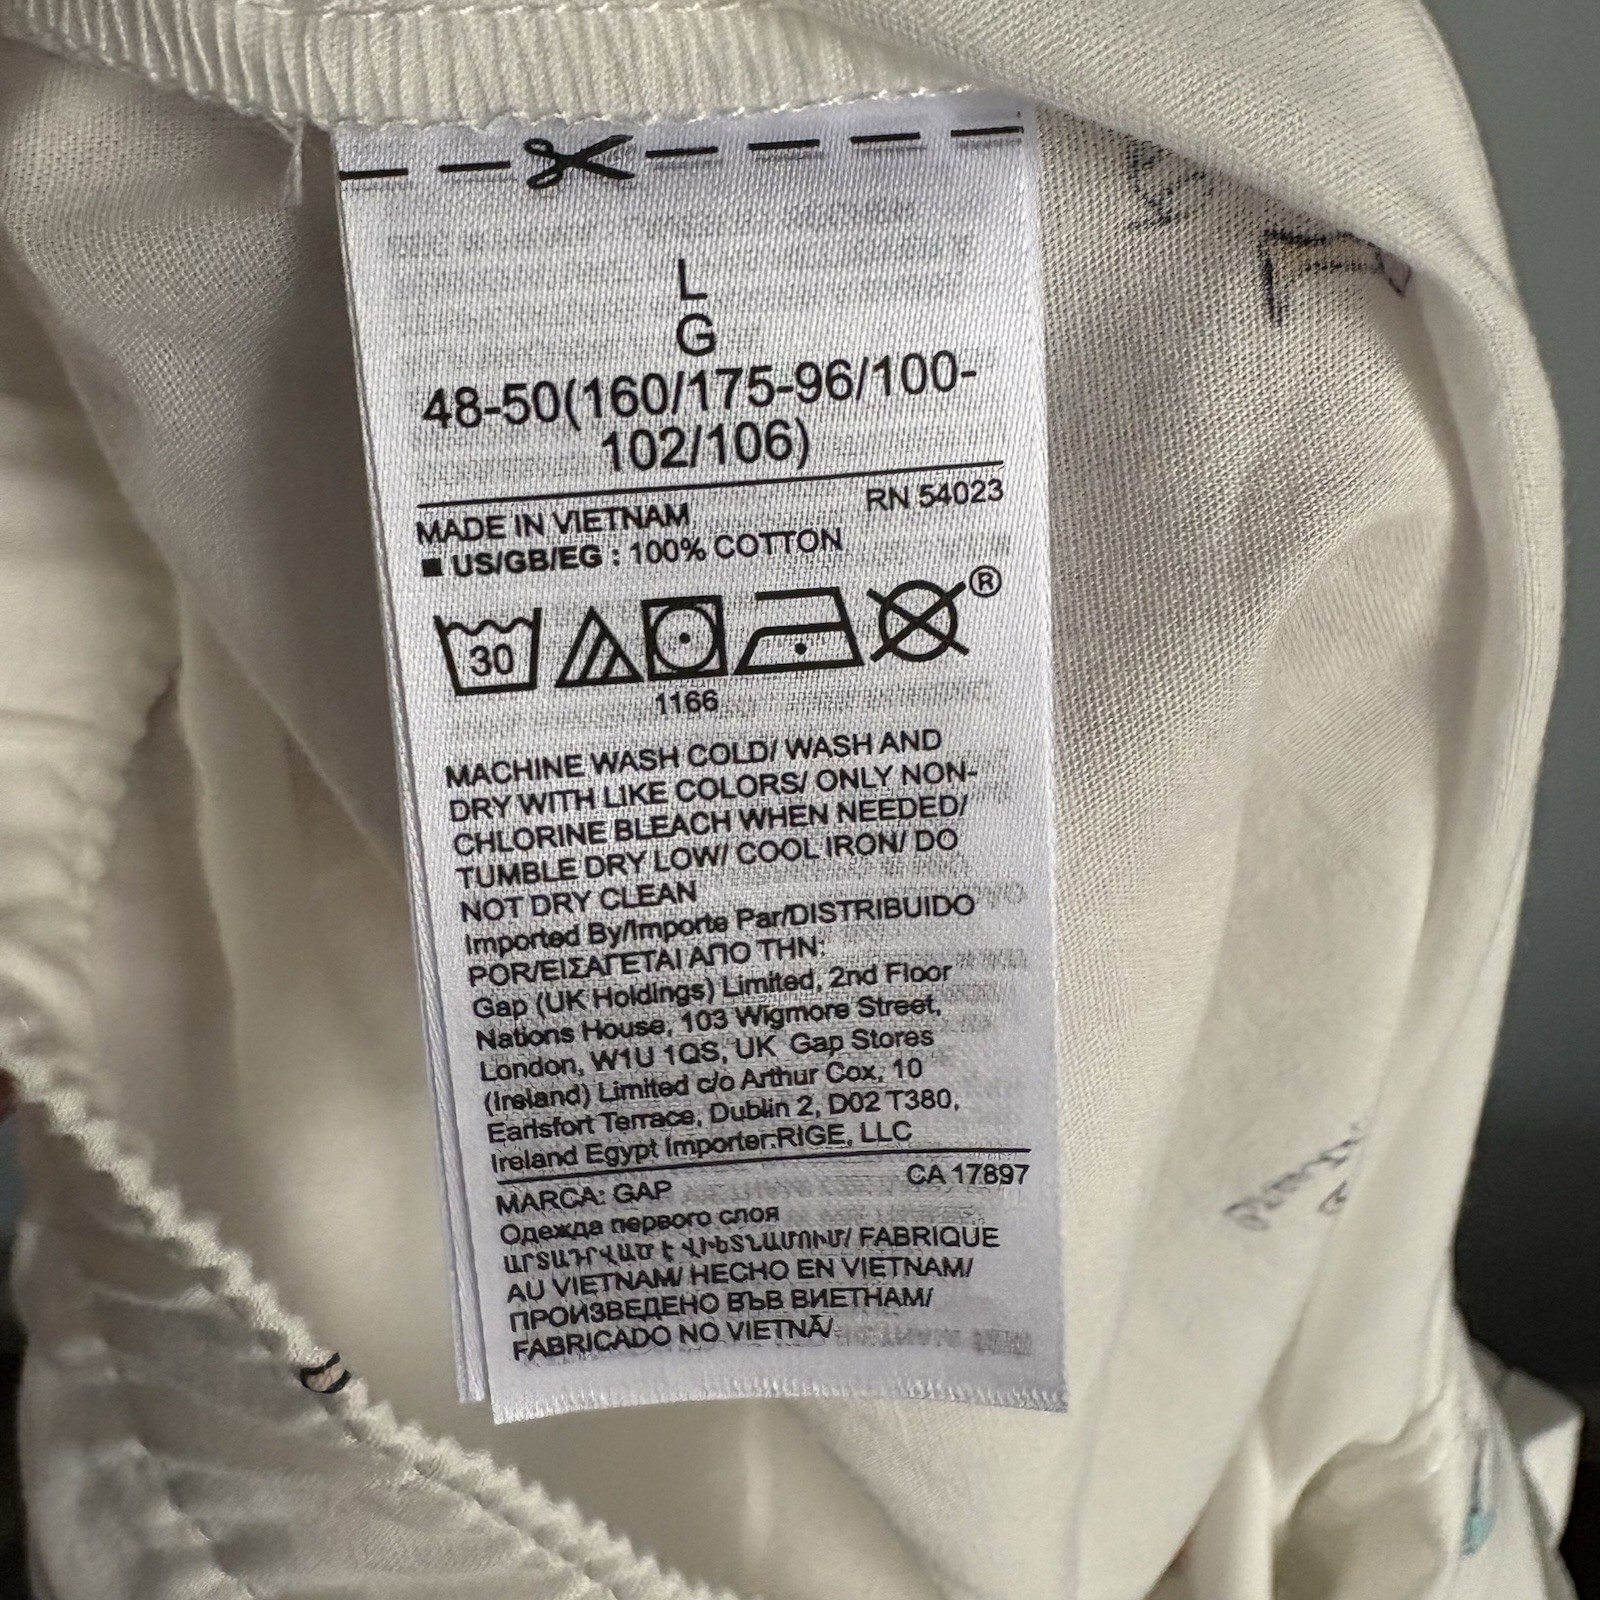 L
G
48-50(160/175-96/100-
102/106)
RN 54023
MADE IN VIETNAM
■ US/GB/EG : 100% COTTON
30
®
1166
MACHINE WASH COLD/ WASH AND
DRY WITH LIKE COLORS/ ONLY NON-
CHLORINE BLEACH WHEN NEEDED/
TUMBLE DRY LOW/ COOL IRON/ DO
NOT DRY CLEAN
Imported By/Importe Par/DISTRIBUIDO
POR/ΕΙΣΑΓΕΤΑΙ ΑΠΟ ΤΗΝ:
Gap (UK Holdings) Limited, 2nd Floor
Nations House, 103 Wigmore Street,
London, W1U 1QS, UK Gap Stores
(Ireland) Limited c/o Arthur Cox, 10
Earlsfort Terrace, Dublin 2, D02 T380,
Ireland Egypt Importer:RIGE, LLC
CA 17897
MARCA: GAP
Одежда первого слоя
ԱՐՏԱԴՐՎԱԾ Է ՎԻԵՏՆԱՄՈՒՄ/ FABRIQUE
AU VIETNAM/ HECHO EN VIETNAM/
ПРОИЗВЕДЕНО ВЪВ ВИЕТНАМ/
FABRICADO NO VIETNÃ/